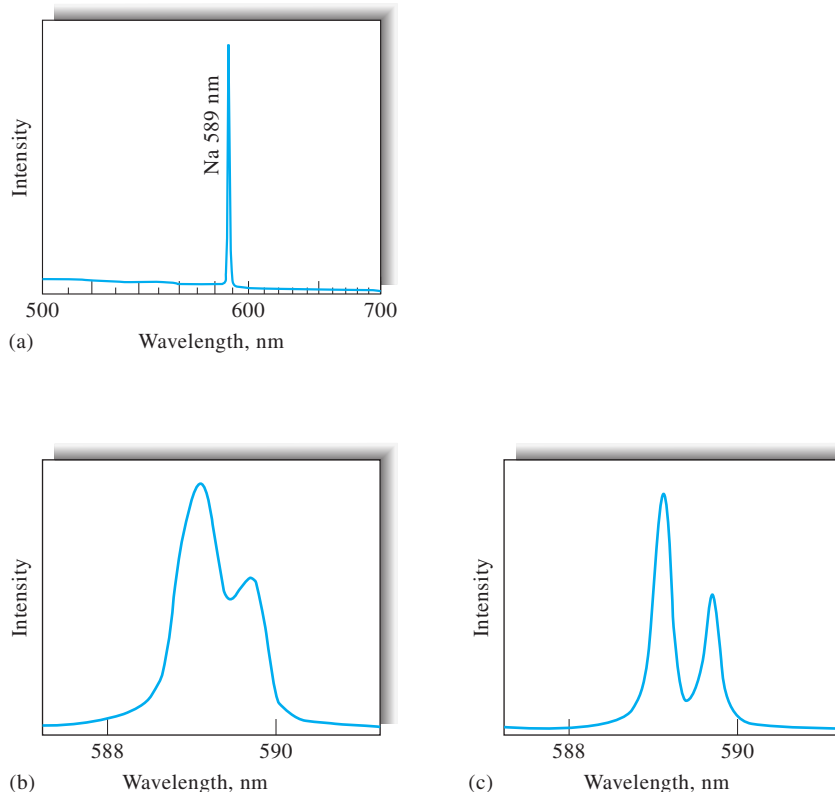 Intensity
Na 589 nm
500 600 700
(a) Wavelength, nm
Intensity
588 590
(b) Wavelength, nm
Intensity
588 590
(c) Wavelength, nm